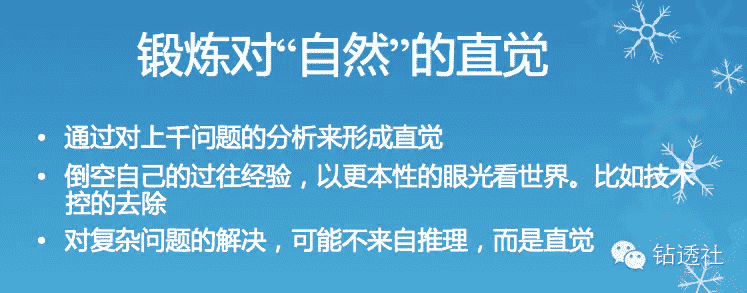 锻炼对“自然”的直觉
• 通过对上千问题的分析来形成直觉
• 倒空自己的过往经验，以更本性的眼光看世界。比如技术
控的去除
• 对复杂问题的解决，可能不来自推理，而是直觉
钻透社